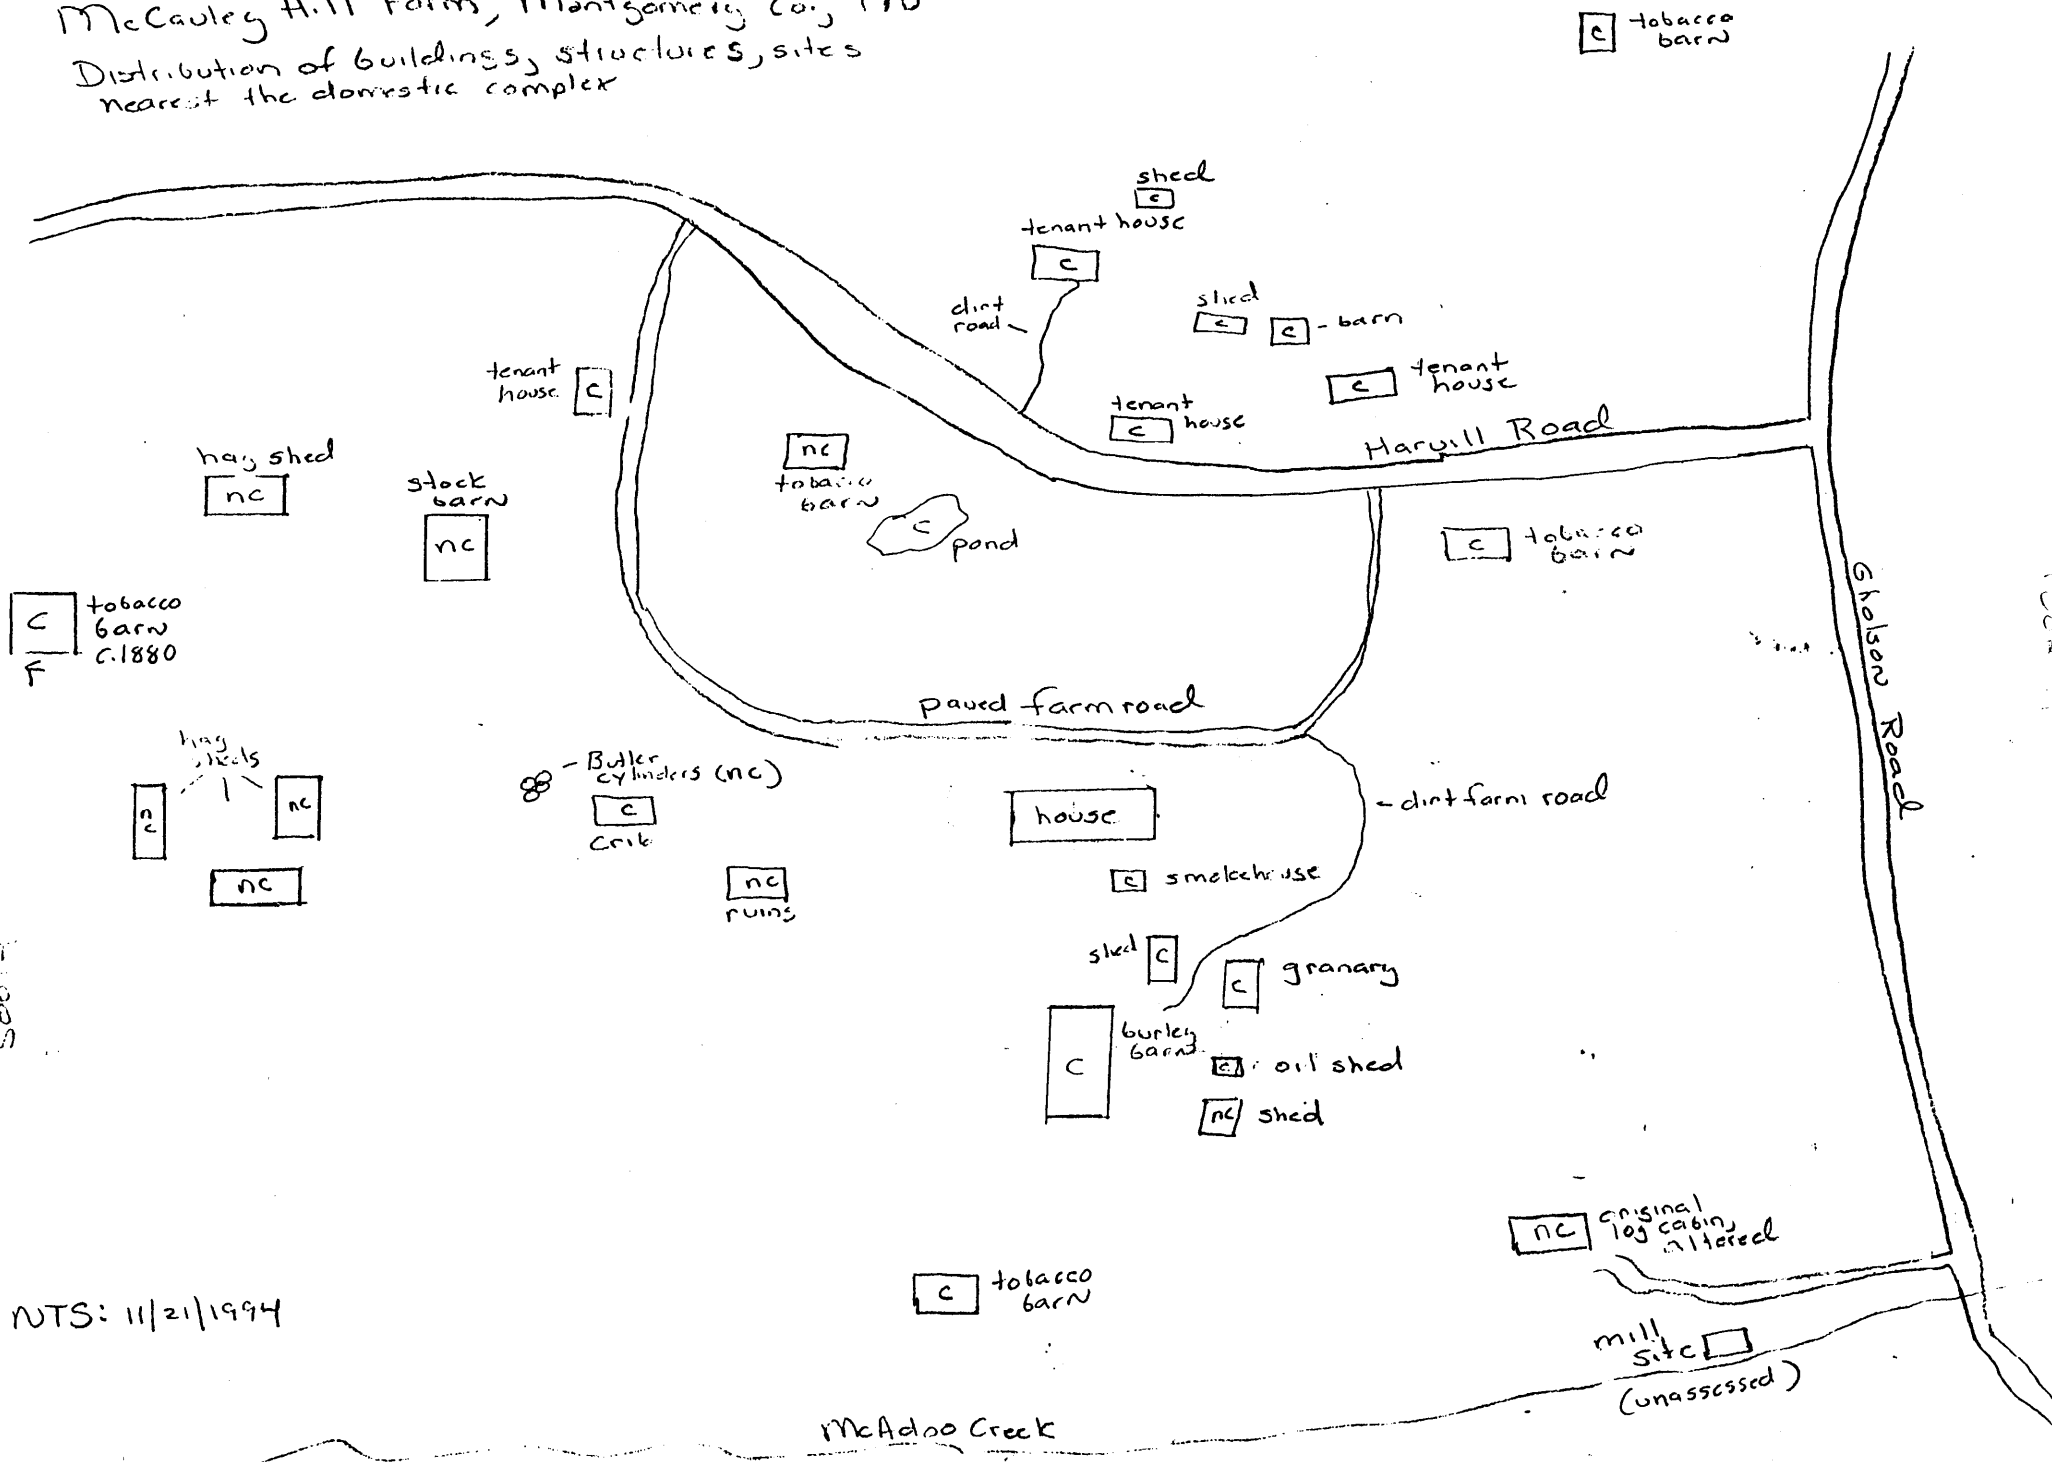 McCauley Hill Farm, Montgomery Co., TN
Distribution of buildings, structures, sites
nearest the domestic complex
C tobacco
barn
shed
C
tenant house
C
dirt
road
shed
C
C - barn
tenant
house
C
tenant
house
C
C
tenant
house
Harvill Road
hay shed
nc
stock
barn
nc
nc
tobacco
barn
C
pond
C
tobacco
barn
Gholson Road
C
tobacco
barn
c.1880
F
paved farm road
hay
sheds
nc
nc
nc
Butler
cylinders (nc)
C
crib
nc
ruins
house
dirt farm road
C smokehouse
shed C
C granary
burley
barn
C
C oil shed
nc shed
nc
original
log cabin,
altered
C
tobacco
barn
NTS: 11/21/1994
mill
site
(unassessed)
McAdoo Creek